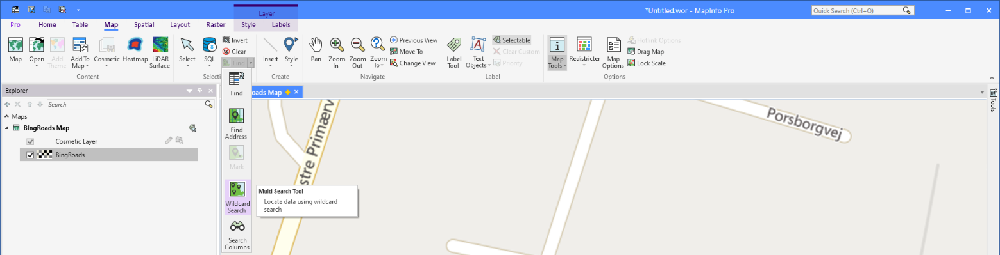 *Untitled.wor - MapInfo Pro
Quick Search (Ctrl+Q)
Layer
Pro Home Table Map Spatial Layout Raster Style Labels
Map
Open
Add
Theme
Add To
Map
Cosmetic
Heatmap
LiDAR
Surface
Content
Select
SQL
Invert
Clear
Find
Selecti
Insert
Style
Create
Pan
Zoom
In
Zoom
Out
Zoom
To
Previous View
Move To
Change View
Navigate
Label
Tool
Text
Objects
Selectable
Clear Custom
Priority
Label
Map
Tools
Redistricter
Map
Options
Hotlink Options
Drag Map
Lock Scale
Options
Explorer
Search
Maps
BingRoads Map
Cosmetic Layer
BingRoads
Find
Find
Address
Mark
Wildcard
Search
Search
Columns
Multi Search Tool
Locate data using wildcard
search
oads Map
stre Primærv
Porsborgvej
Tools